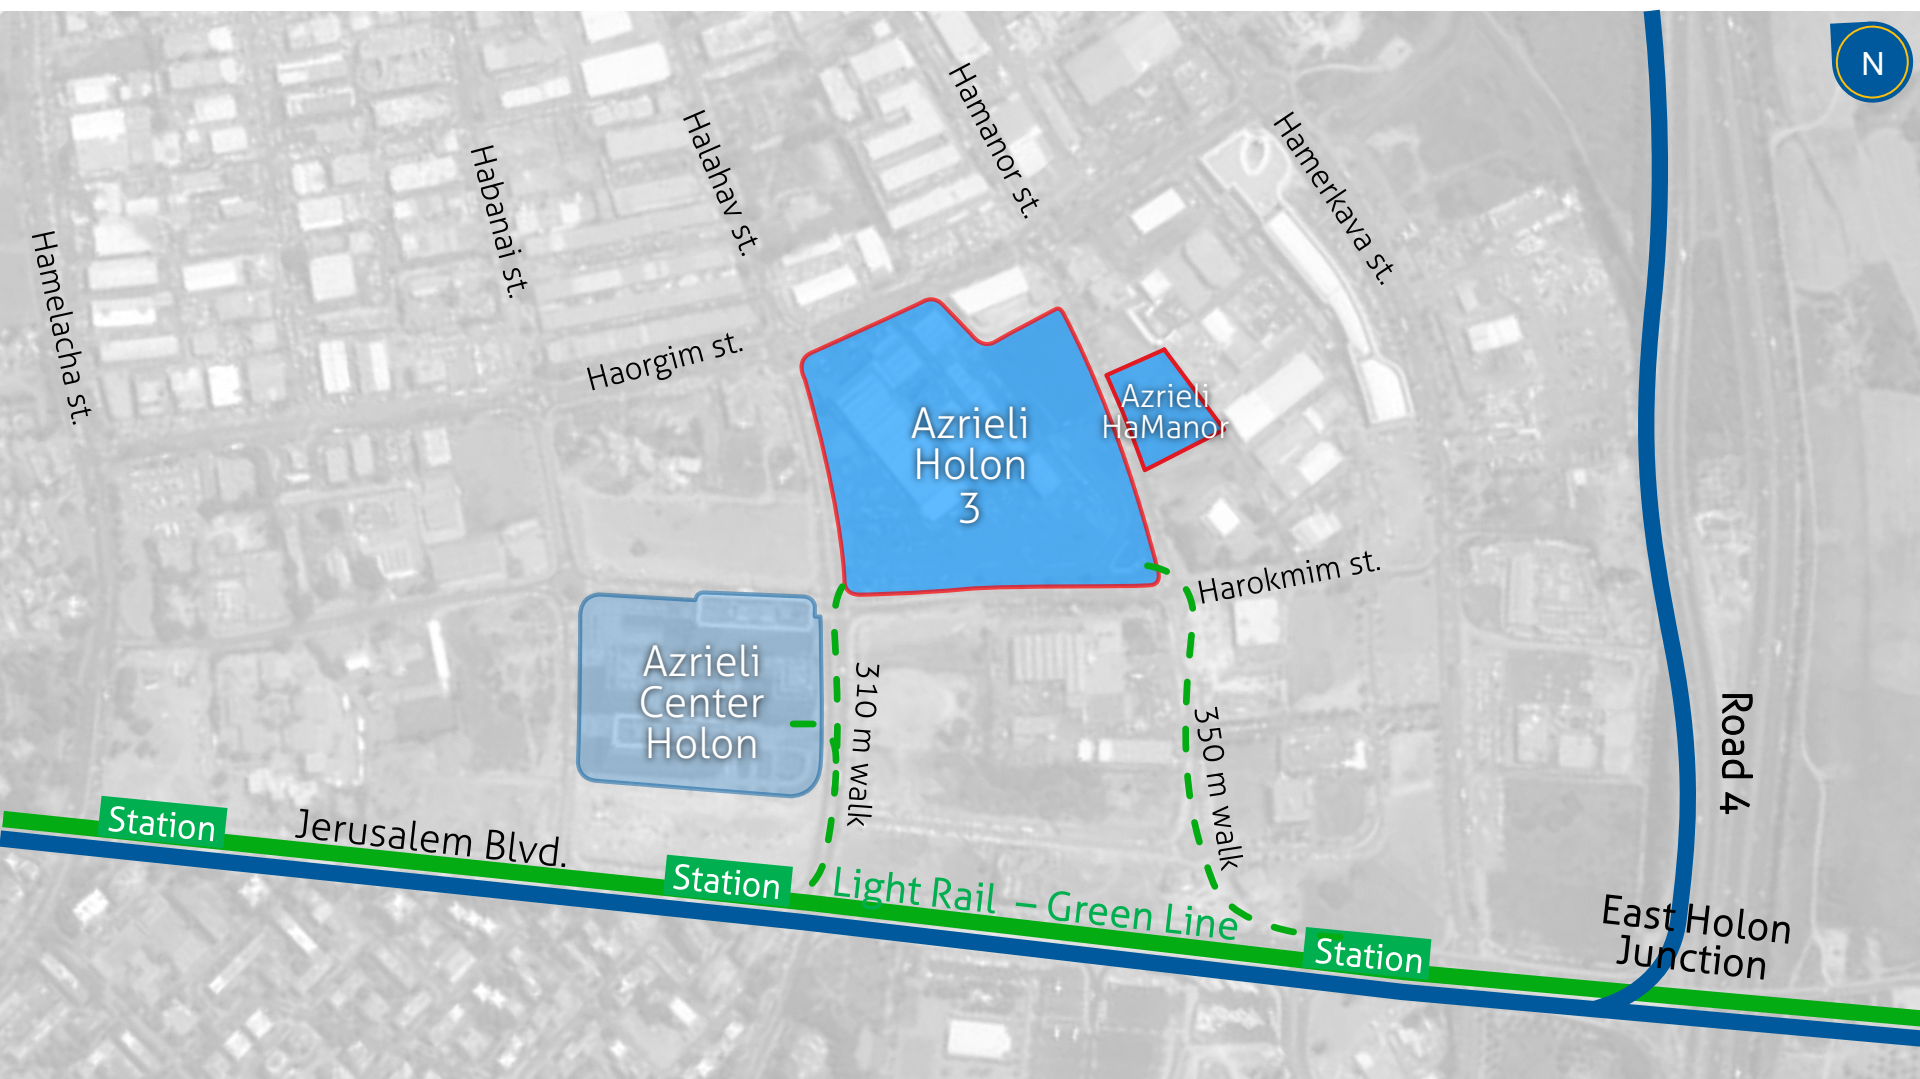 N
Hamelacha st.
Habanai st.
Halahav st.
Hamanor st.
Hamerkava st.
Haorgim st.
Azrieli
Holon
3
Azrieli
HaManor
Harokmim st.
Azrieli
Center
Holon
310 m walk
350 m walk
Road 4
Station
Jerusalem Blvd.
Station
Light Rail – Green Line
Station
East Holon
Junction